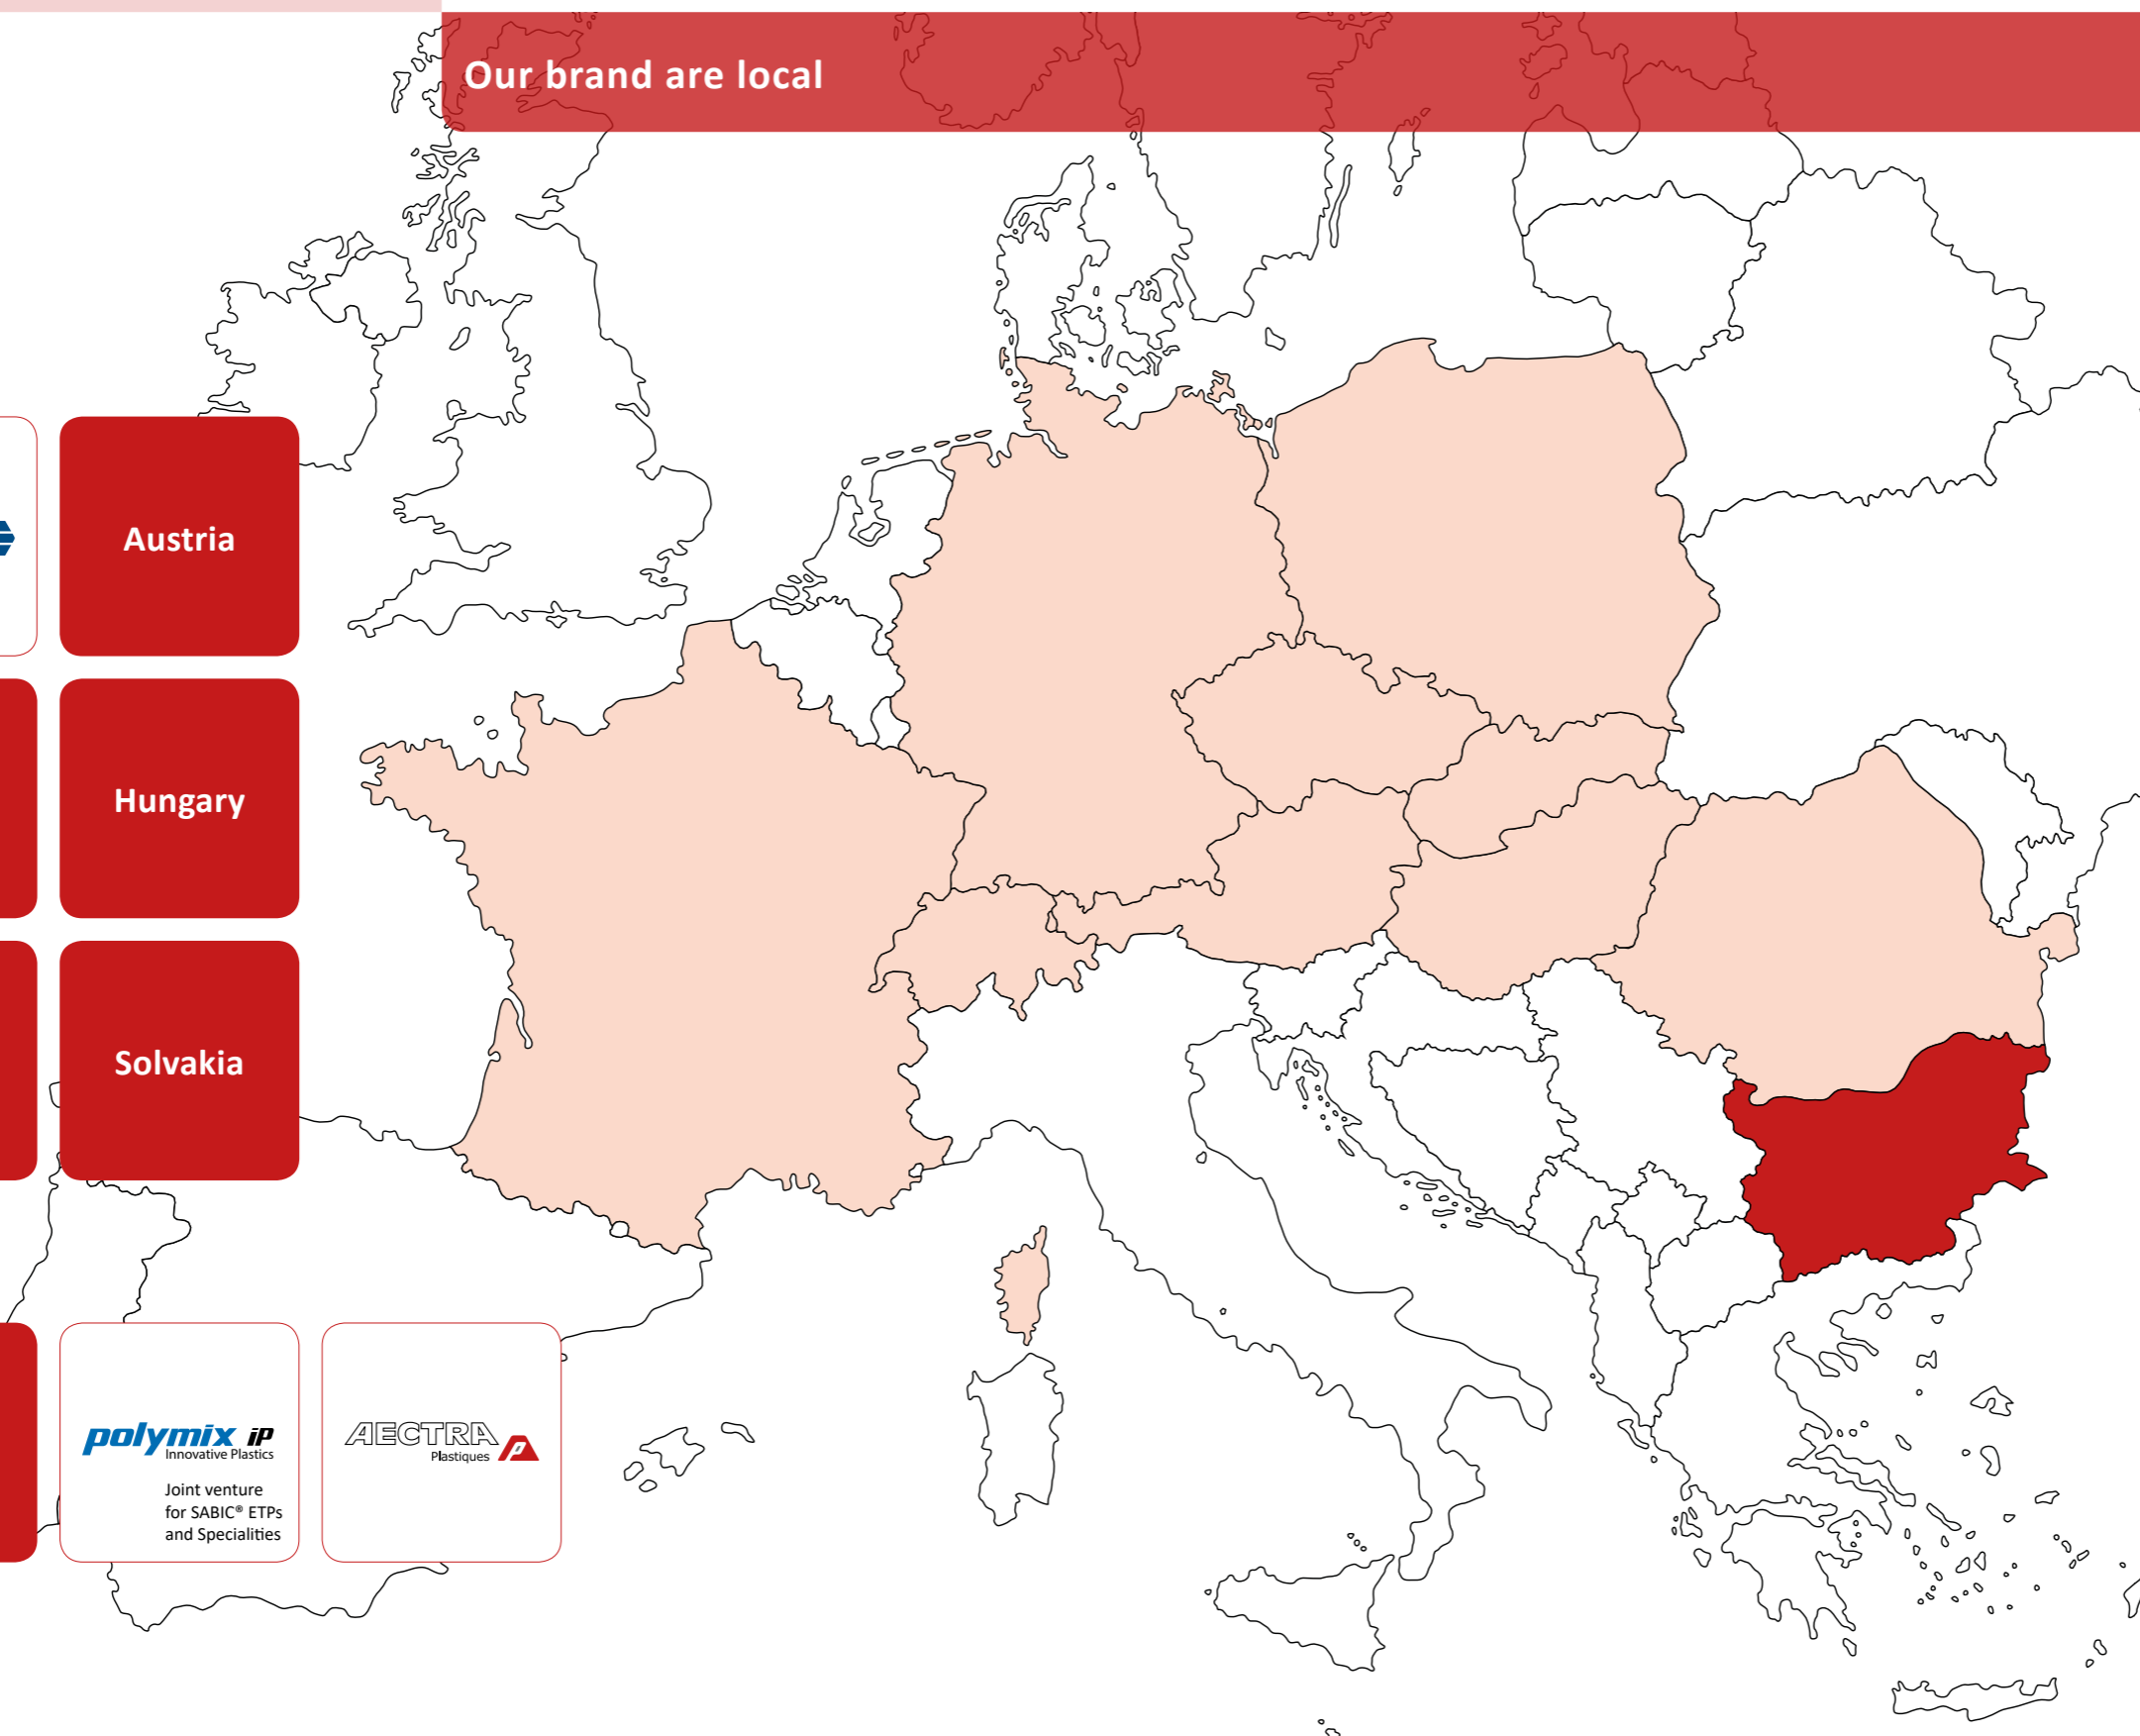 Our brand are local
Austria
Hungary
Solvakia
polymix iP
Innovative Plastics
Joint venture
for SABIC® ETPs
and Specialities
AECTRA
Plastiques